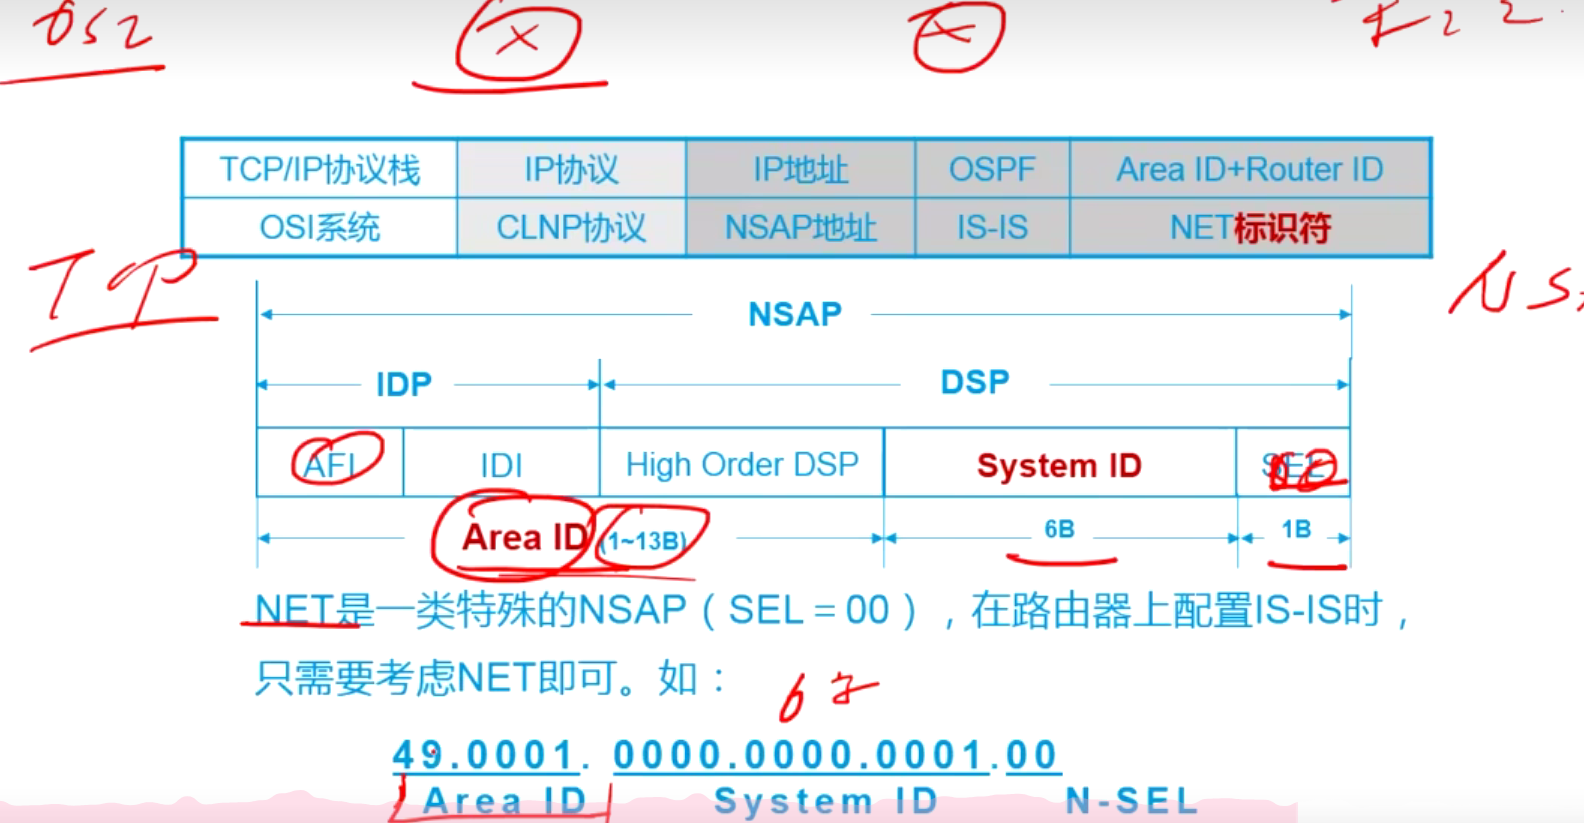 TCP/IP协议栈 IP协议 IP地址 OSPF Area ID+Router ID
OSI系统 CLNP协议 NSAP地址 IS-IS NET标识符
NSAP
IDP DSP
AFI IDI High Order DSP System ID SEL
Area ID (1~13B) 6B 1B
NET是一类特殊的NSAP（SEL＝00），在路由器上配置IS-IS时，
只需要考虑NET即可。如：
49.0001. 0000.0000.0001.00
Area ID System ID N-SEL